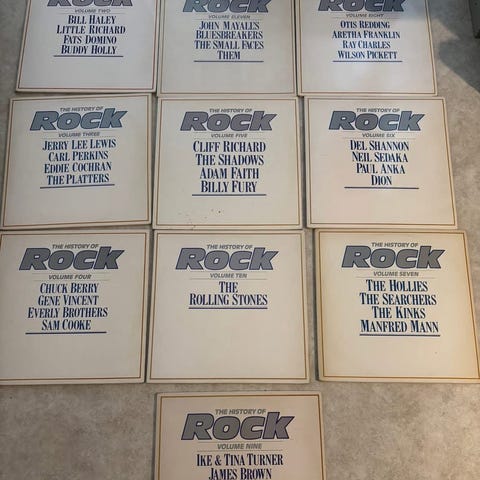 Rock
VOLUME TWO
BILL HALEY
LITTLE RICHARD
FATS DOMINO
BUDDY HOLLY
Rock
VOLUME ELEVEN
JOHN MAYALL'S
BLUESBREAKERS
THE SMALL FACES
THEM
Rock
VOLUME EIGHT
OTIS REDDING
ARETHA FRANKLIN
RAY CHARLES
WILSON PICKETT
THE HISTORY OF
Rock
VOLUME THREE
JERRY LEE LEWIS
CARL PERKINS
EDDIE COCHRAN
THE PLATTERS
THE HISTORY OF
Rock
VOLUME FIVE
CLIFF RICHARD
THE SHADOWS
ADAM FAITH
BILLY FURY
THE HISTORY OF
Rock
VOLUME SIX
DEL SHANNON
NEIL SEDAKA
PAUL ANKA
DION
THE HISTORY OF
Rock
VOLUME FOUR
CHUCK BERRY
GENE VINCENT
EVERLY BROTHERS
SAM COOKE
THE HISTORY OF
Rock
VOLUME TEN
THE
ROLLING STONES
THE HISTORY OF
Rock
VOLUME SEVEN
THE HOLLIES
THE SEARCHERS
THE KINKS
MANFRED MANN
THE HISTORY OF
Rock
VOLUME NINE
IKE & TINA TURNER
JAMES BROWN